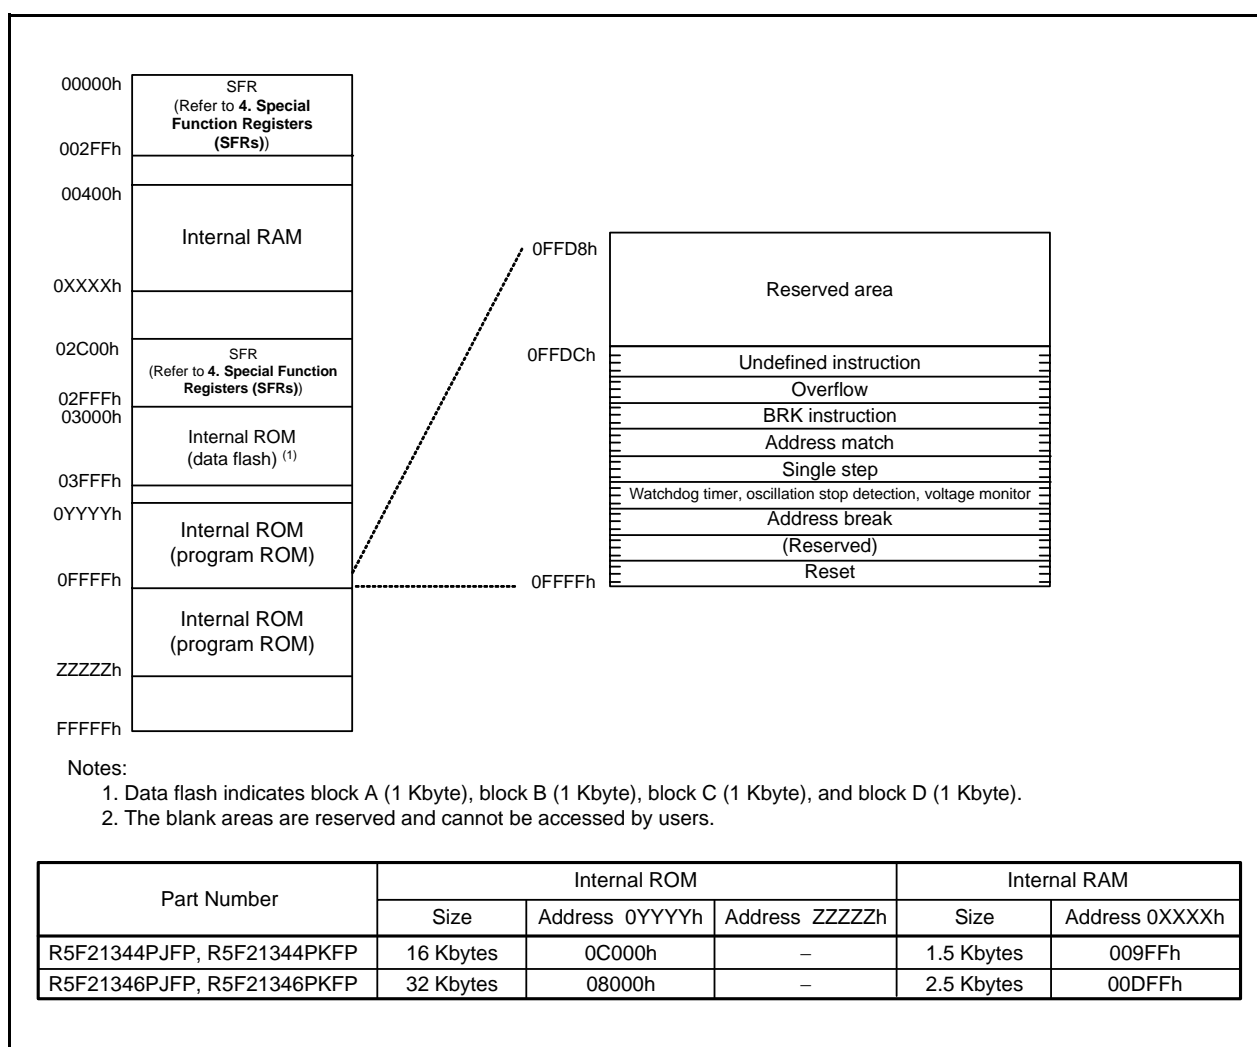 00000h
SFR
(Refer to 4. Special
Function Registers
(SFRs))
002FFh
00400h
Internal RAM
0XXXXh
02C00h
SFR
(Refer to 4. Special Function
Registers (SFRs))
02FFFh
03000h
Internal ROM
(data flash) (1)
03FFFh
0YYYYh
Internal ROM
(program ROM)
0FFFFh
Internal ROM
(program ROM)
ZZZZZh
FFFFFh
0FFD8h
Reserved area
0FFDCh
Undefined instruction
Overflow
BRK instruction
Address match
Single step
Watchdog timer, oscillation stop detection, voltage monitor
Address break
(Reserved)
0FFFFh
Reset
Notes:
1. Data flash indicates block A (1 Kbyte), block B (1 Kbyte), block C (1 Kbyte), and block D (1 Kbyte).
2. The blank areas are reserved and cannot be accessed by users.
Part Number Internal ROM Internal RAM
Size Address 0YYYYh Address ZZZZZh Size Address 0XXXXh
R5F21344PJFP, R5F21344PKFP 16 Kbytes 0C000h – 1.5 Kbytes 009FFh
R5F21346PJFP, R5F21346PKFP 32 Kbytes 08000h – 2.5 Kbytes 00DFFh